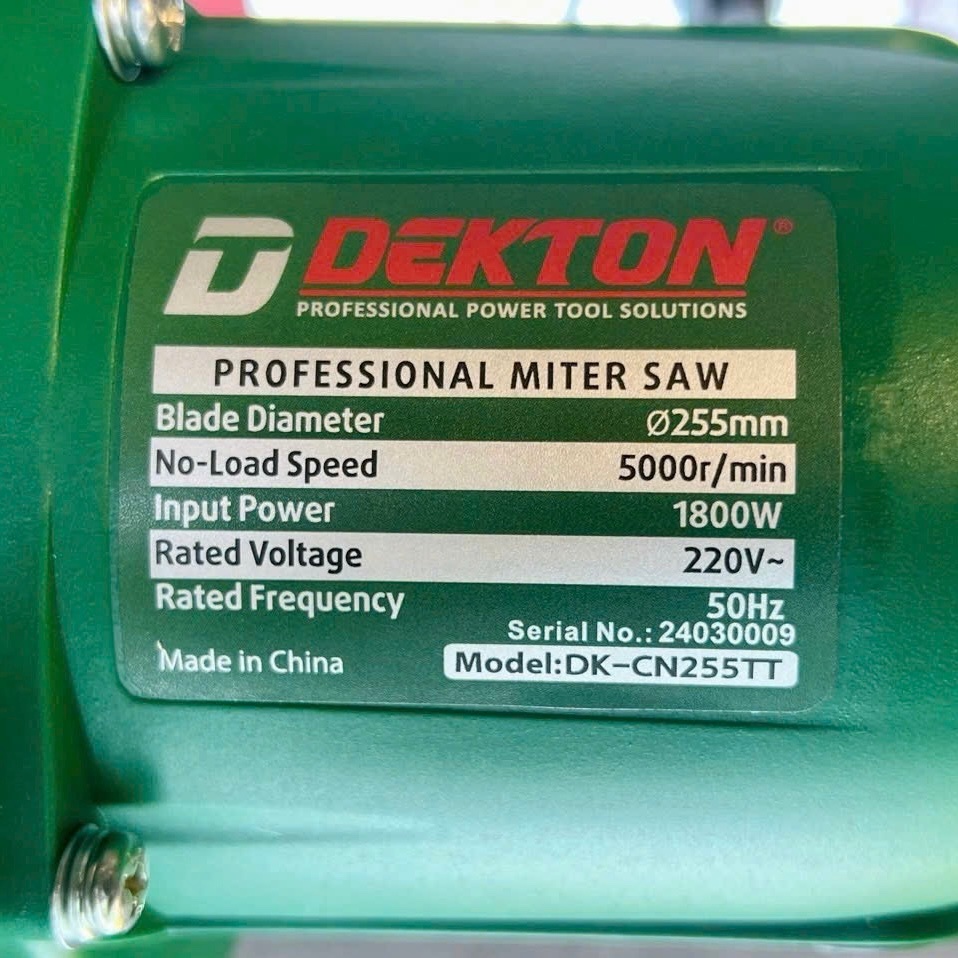 DEKTON®
PROFESSIONAL POWER TOOL SOLUTIONS
PROFESSIONAL MITER SAW
Blade Diameter Ø255mm
No-Load Speed 5000r/min
Input Power 1800W
Rated Voltage 220V~
Rated Frequency 50Hz
Serial No.: 24030009
Made in China Model:DK-CN255TT